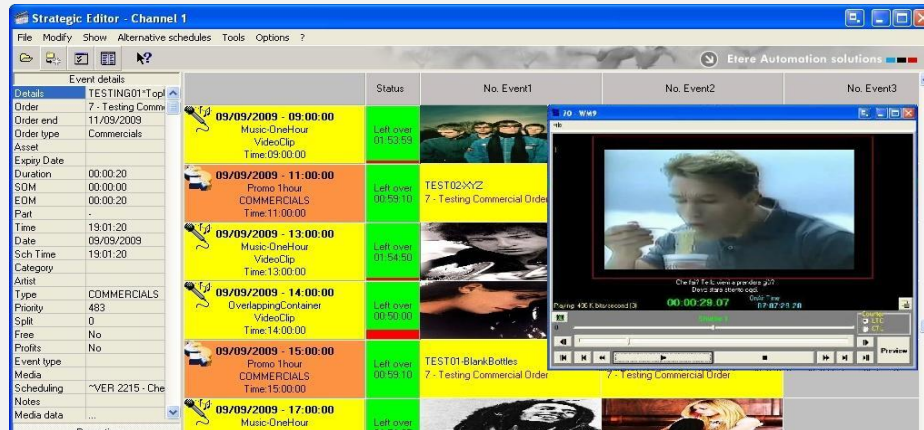 Strategic Editor - Channel 1
File Modify Show Alternative schedules Tools Options ?
Etere Automation solutions
Event details
Details TESTING01*Topl
Order 7 - Testing Comm
Order end 11/09/2009
Order type Commercials
Asset
Expiry Date
Duration 00:00:20
SOM 00:00:00
EOM 00:00:20
Part -
Time 19:01:20
Date 09/09/2009
Sch Time 19:01:20
Category
Artist
Type COMMERCIALS
Priority 483
Split 0
Free No
Profits No
Event type
Media
Scheduling ~VER 2215 - Che
Notes
Media data ...
Status No. Event1 No. Event2 No. Event3
09/09/2009 - 09:00:00
Music-OneHour
VideoClip
Time:09:00:00
Left over
01:53:59
09/09/2009 - 11:00:00
Promo 1hour
COMMERCIALS
Time:11:00:00
Left over
00:59:10
TEST02-XYZ
7 - Testing Commercial Order
09/09/2009 - 13:00:00
Music-OneHour
VideoClip
Time:13:00:00
Left over
01:54:50
09/09/2009 - 14:00:00
OverlappingContainer
VideoClip
Time:14:00:00
Left over
00:50:00
09/09/2009 - 15:00:00
Promo 1hour
COMMERCIALS
Time:15:00:00
Left over
00:59:10
TEST01-BlankBottles
7 - Testing Commercial Order
7 - Testing Commercial Order
09/09/2009 - 17:00:00
Music-OneHour
Left over
70 - WM9
00:00:29.07
07:07:29.28
Preview